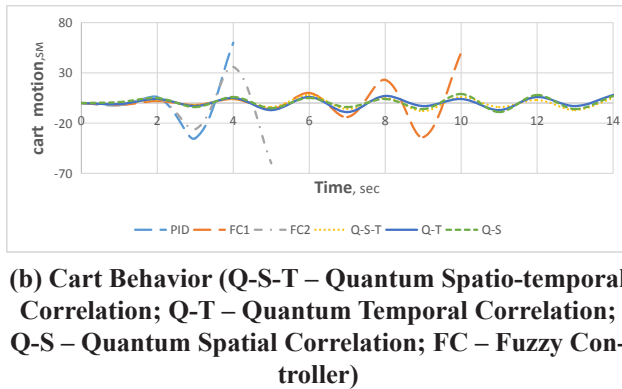 80
30
-20
-70
cart motion,SM
0 2 4 6 8 10 12 14
Time, sec
PID FC1 FC2 Q-S-T Q-T Q-S
(b) Cart Behavior (Q-S-T – Quantum Spatio-temporal
Correlation; Q-T – Quantum Temporal Correlation;
Q-S – Quantum Spatial Correlation; FC – Fuzzy Con-
troller)